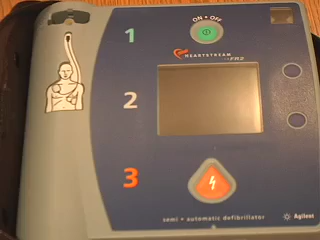 1
ON • OFF
HEARTSTREAM
FR2
2
3
semi • automatic defibrillator
Agilent